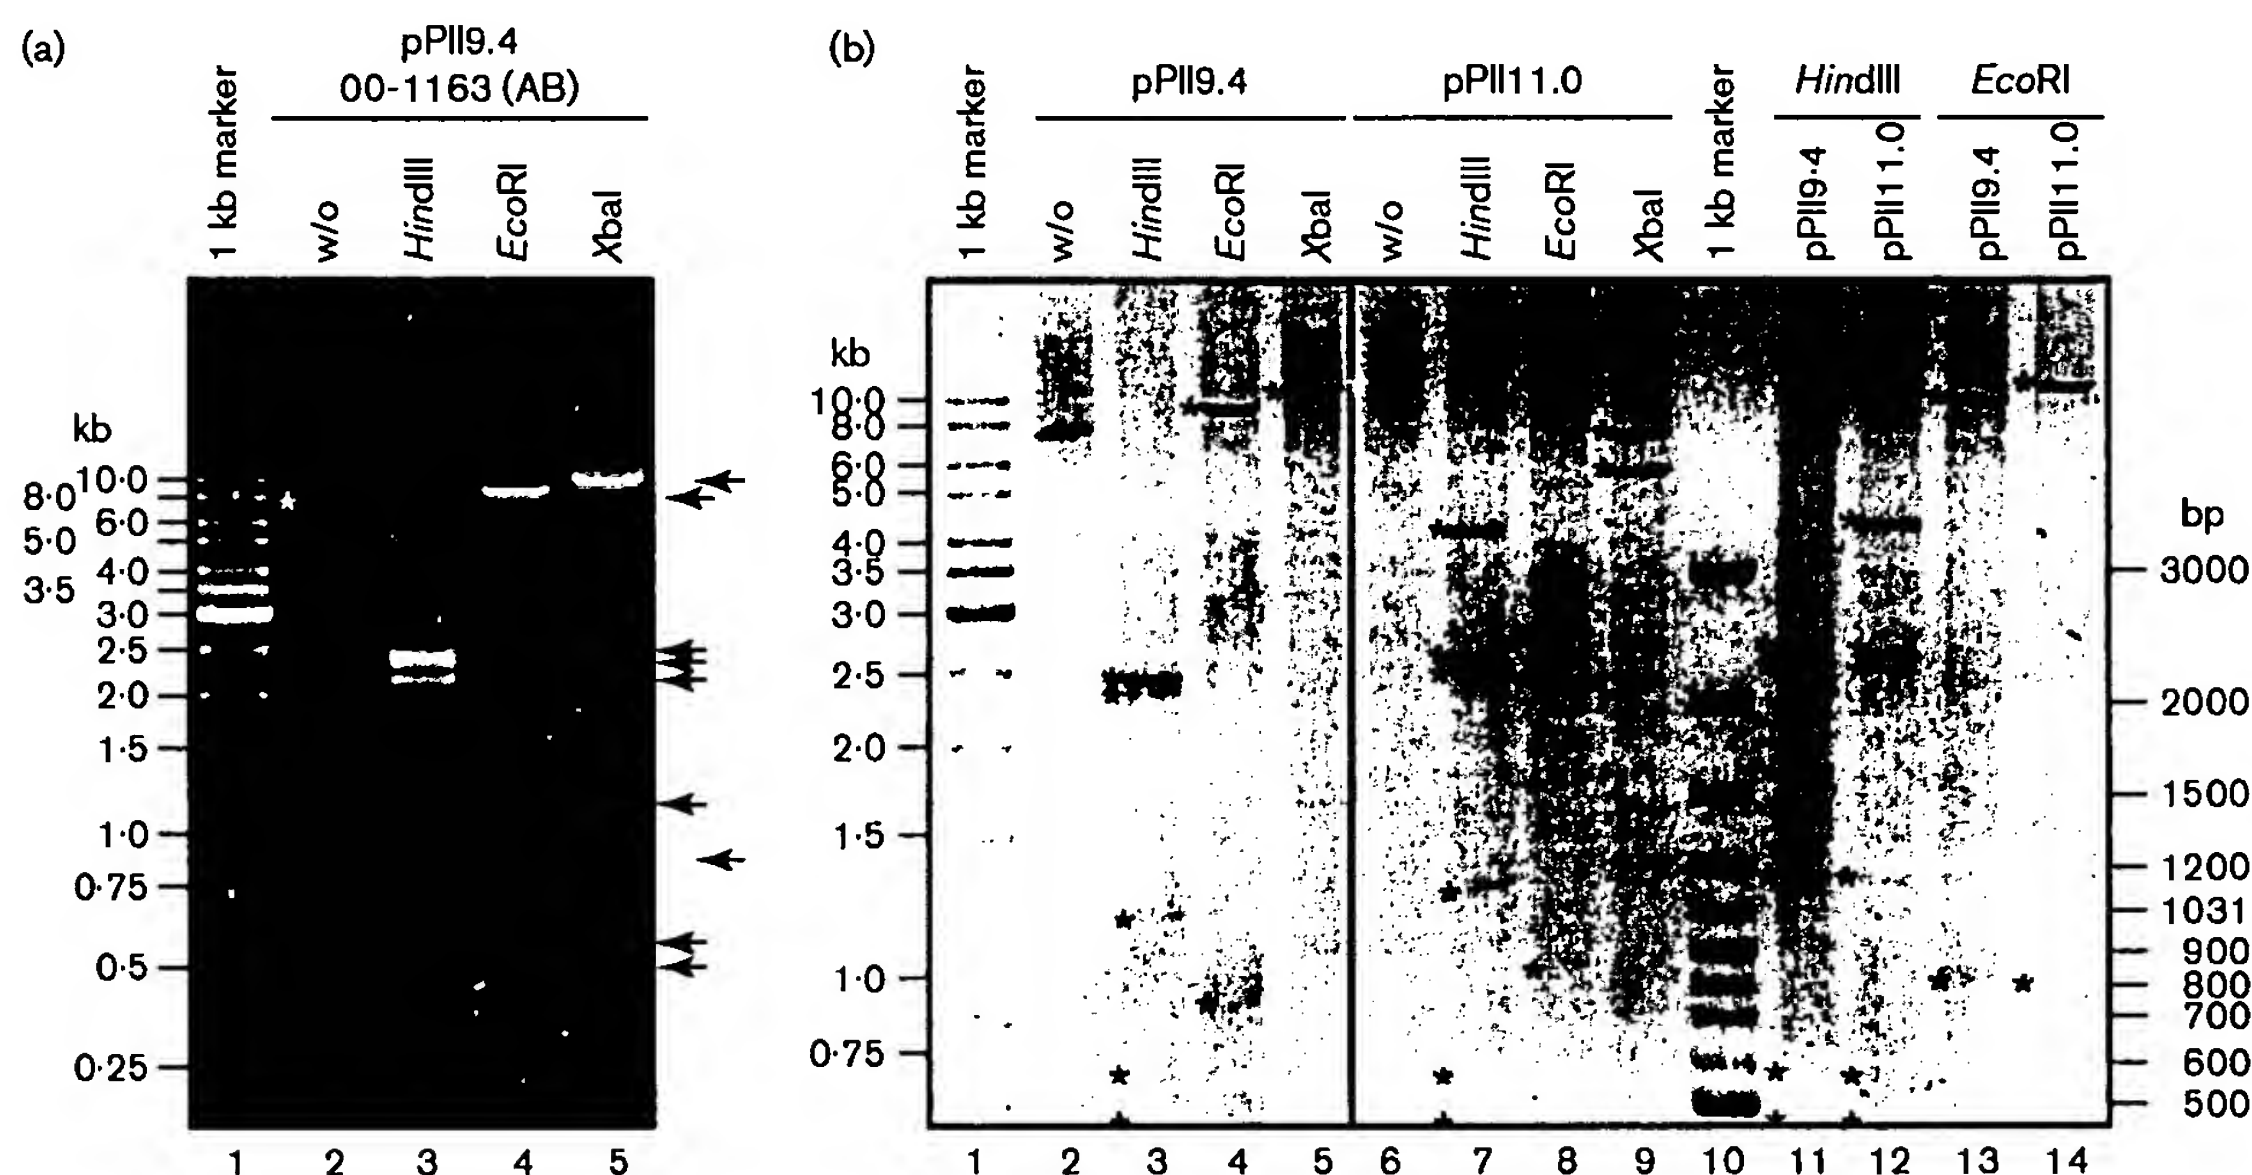 (a)
pPII9.4
00-1163 (AB)
1 kb marker
w/o
HindIII
EcoRI
XbaI
kb
10·0
8·0
6·0
5·0
4·0
3·5
3·0
2·5
2·0
1·5
1·0
0·75
0·5
0·25
1 2 3 4 5
(b)
pPII9.4 pPII11.0 HindIII EcoRI
1 kb marker
w/o
HindIII
EcoRI
XbaI
w/o
HindIII
EcoRI
XbaI
1 kb marker
pPII9·4
pPII11.0
pPII9.4
pPII11.0
kb
10·0
8·0
6·0
5·0
4·0
3·5
3·0
2·5
2·0
1·5
1·0
0·75
bp
3000
2000
1500
1200
1031
900
800
700
600
500
1 2 3 4 5 6 7 8 9 10 11 12 13 14